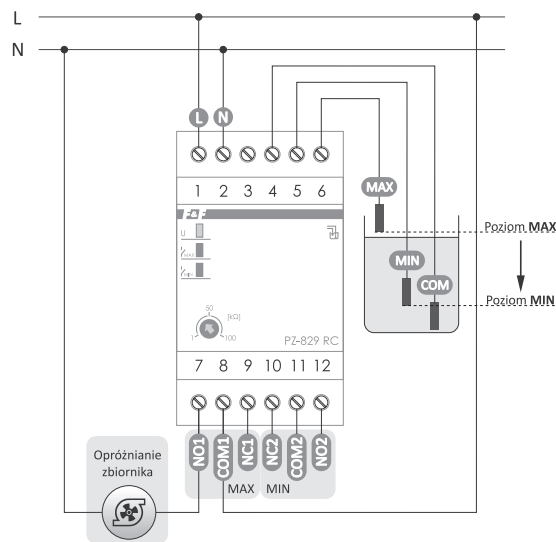 L
N
L N
1 2 3 4 5 6
MAX
F&F
U
MAX
MIN
MIN
COM
Poziom MAX
Poziom MIN
50
[kΩ]
1 100
PZ-829 RC
7 8 9 10 11 12
NO1 COM1 NC1 NC2 COM2 NO2
MAX MIN
Opróżnianie
zbiornika